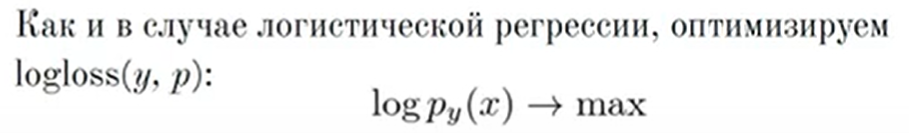 Как и в случае логистической регрессии, оптимизируем
logloss(y, p):
log p_y(x) → max